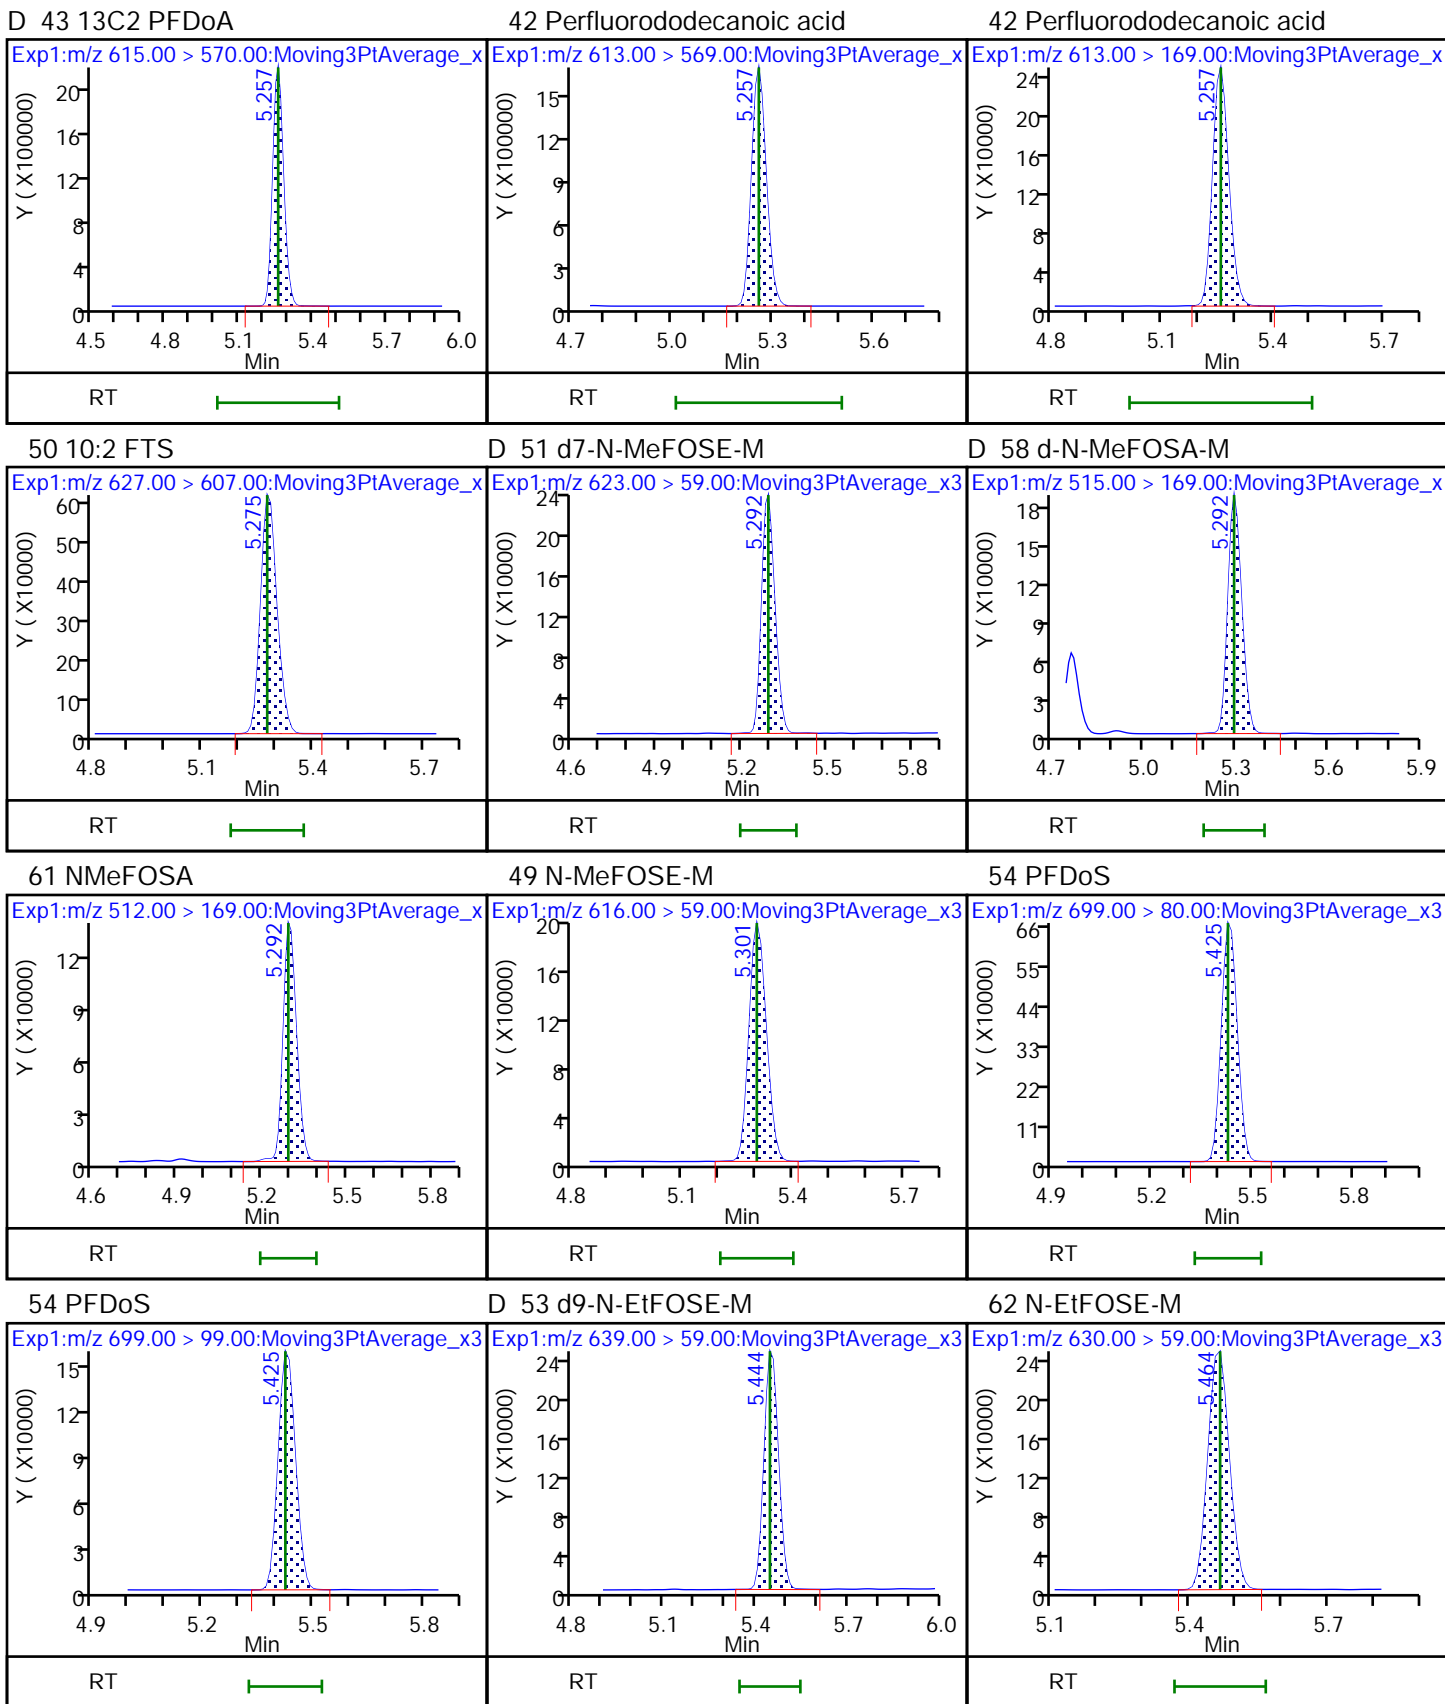 D 43 13C2 PFDoA
Exp1:m/z 615.00 > 570.00:Moving3PtAverage_x
5.257
Y ( X100000)
20
16
12
8
4
0
4.5 4.8 5.1 5.4 5.7 6.0
Min
RT
42 Perfluorododecanoic acid
Exp1:m/z 613.00 > 569.00:Moving3PtAverage_x
5.257
Y ( X100000)
15
12
9
6
3
0
4.7 5.0 5.3 5.6
Min
RT
42 Perfluorododecanoic acid
Exp1:m/z 613.00 > 169.00:Moving3PtAverage_x
5.257
Y ( X10000)
24
20
16
12
8
4
0
4.8 5.1 5.4 5.7
Min
RT
50 10:2 FTS
Exp1:m/z 627.00 > 607.00:Moving3PtAverage_x
5.275
Y ( X10000)
60
50
40
30
20
10
0
4.8 5.1 5.4 5.7
Min
RT
D 51 d7-N-MeFOSE-M
Exp1:m/z 623.00 > 59.00:Moving3PtAverage_x3
5.292
Y ( X10000)
24
20
16
12
8
4
0
4.6 4.9 5.2 5.5 5.8
Min
RT
D 58 d-N-MeFOSA-M
Exp1:m/z 515.00 > 169.00:Moving3PtAverage_x
5.292
Y ( X10000)
18
15
12
9
6
3
0
4.7 5.0 5.3 5.6 5.9
Min
RT
61 NMeFOSA
Exp1:m/z 512.00 > 169.00:Moving3PtAverage_x
5.292
Y ( X10000)
12
9
6
3
0
4.6 4.9 5.2 5.5 5.8
Min
RT
49 N-MeFOSE-M
Exp1:m/z 616.00 > 59.00:Moving3PtAverage_x3
5.301
Y ( X10000)
20
16
12
8
4
0
4.8 5.1 5.4 5.7
Min
RT
54 PFDoS
Exp1:m/z 699.00 > 80.00:Moving3PtAverage_x3
5.425
Y ( X10000)
66
55
44
33
22
11
0
4.9 5.2 5.5 5.8
Min
RT
54 PFDoS
Exp1:m/z 699.00 > 99.00:Moving3PtAverage_x3
5.425
Y ( X10000)
15
12
9
6
3
0
4.9 5.2 5.5 5.8
Min
RT
D 53 d9-N-EtFOSE-M
Exp1:m/z 639.00 > 59.00:Moving3PtAverage_x3
5.444
Y ( X10000)
24
20
16
12
8
4
0
4.8 5.1 5.4 5.7 6.0
Min
RT
62 N-EtFOSE-M
Exp1:m/z 630.00 > 59.00:Moving3PtAverage_x3
5.464
Y ( X10000)
24
20
16
12
8
4
0
5.1 5.4 5.7
Min
RT